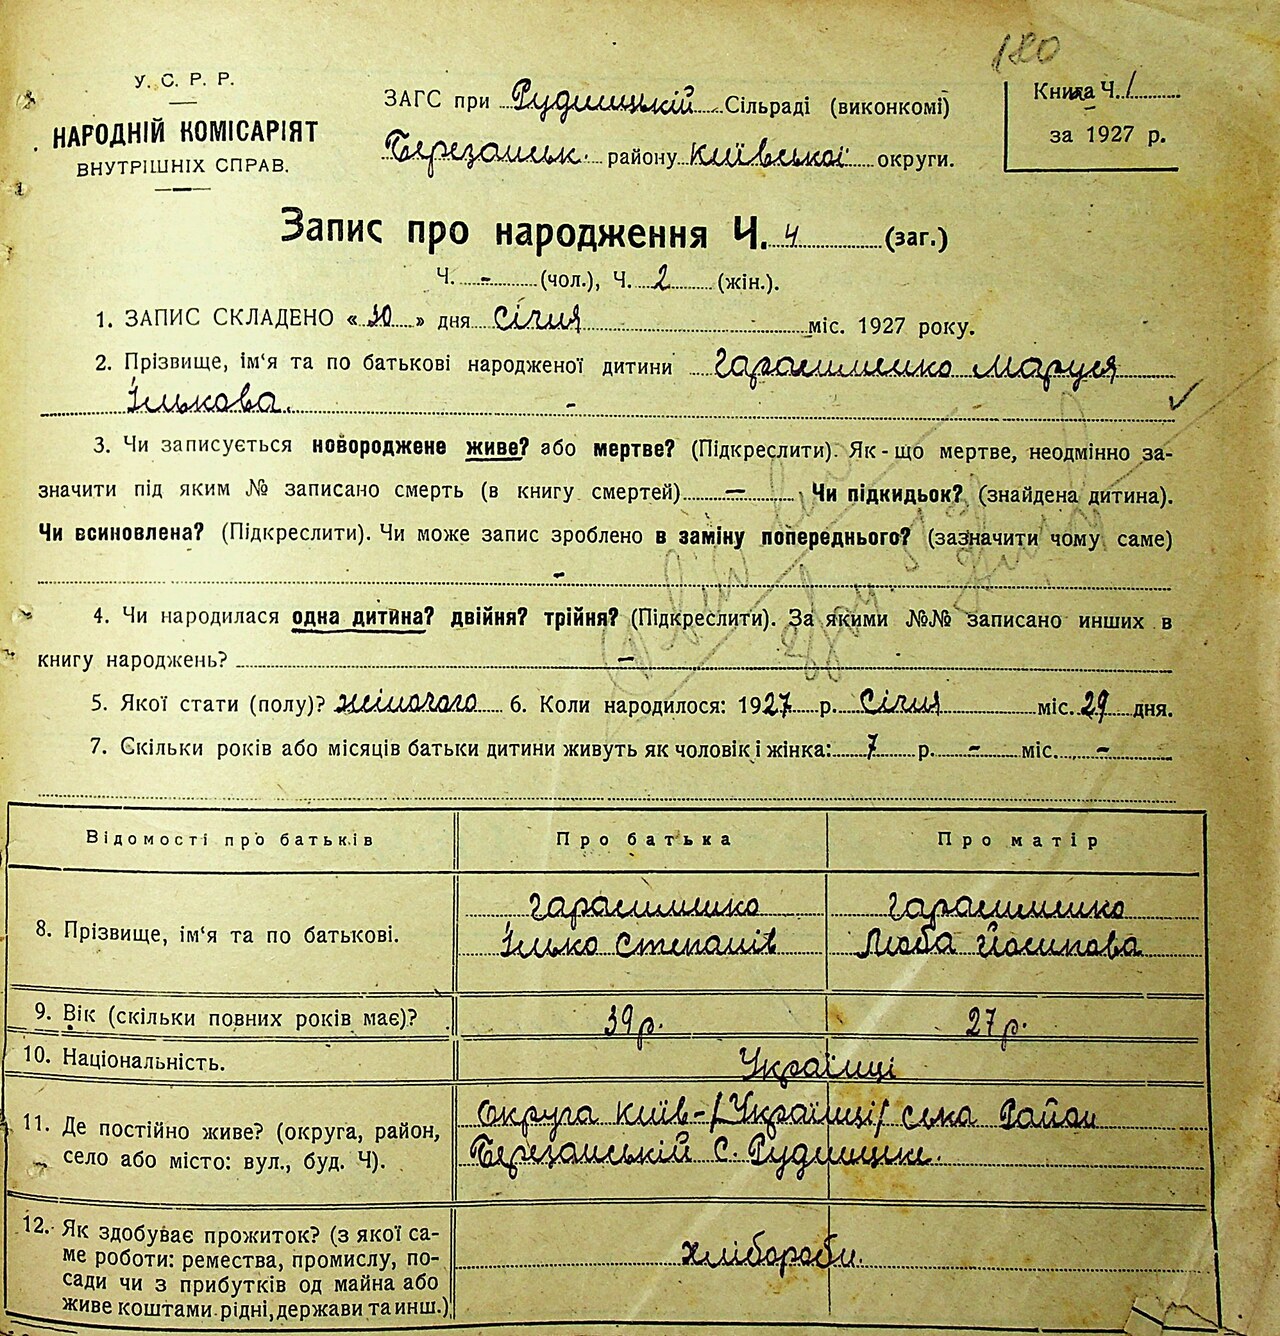 180
У. С. Р. Р.
НАРОДНІЙ КОМІСАРІЯТ
ВНУТРІШНІХ СПРАВ.
ЗАГС при Рудницькій Сільраді (виконкомі)
Березанськ. району Київської округи.
Книга Ч. 1
за 1927 р.
Запис про народження Ч. 4 (заг.)
Ч. - (чол.), Ч. 2 (жін.).
1. ЗАПИС СКЛАДЕНО «30» дня Січня міс. 1927 року.
2. Прізвище, ім‘я та по батькові народженої дитини Гарасименко Маруся
Ількова. -
3. Чи записується новороджене живе? або мертве? (Підкреслити). Як-що мертве, неодмінно за-
значити під яким № записано смерть (в книгу смертей) — Чи підкидьок? (знайдена дитина).
Чи всиновлена? (Підкреслити). Чи може запис зроблено в заміну попереднього? (зазначити чому саме)
-
4. Чи народилася одна дитина? двійня? трійня? (Підкреслити). За якими №№ записано инших в
книгу народжень? -
5. Якої стати (полу)? жіночого 6. Коли народилося: 1927 р. Січня міс. 29 дня.
7. Скільки років або місяців батьки дитини живуть як чоловік і жінка: 7 р. - міс. -
Відомості про батьків Про батька Про матір
8. Прізвище, ім‘я та по батькові.
Гарасименко Гарасименко
Ілько Степанів Люба Йосипова
9. Вік (скільки повних років має)? 39 р. 27 р.
10. Національність. Українці
11. Де постійно живе? (округа, район,
село або місто: вул., буд. Ч).
Округа Київ-/Українці/ська Район
Березанській С. Рудницьке.
12. Як здобуває прожиток? (з якої са-
ме роботи: ремества, промислу, по-
сади чи з прибутків од майна або
живе коштами рідні, держави та инш.)
хлібороби.